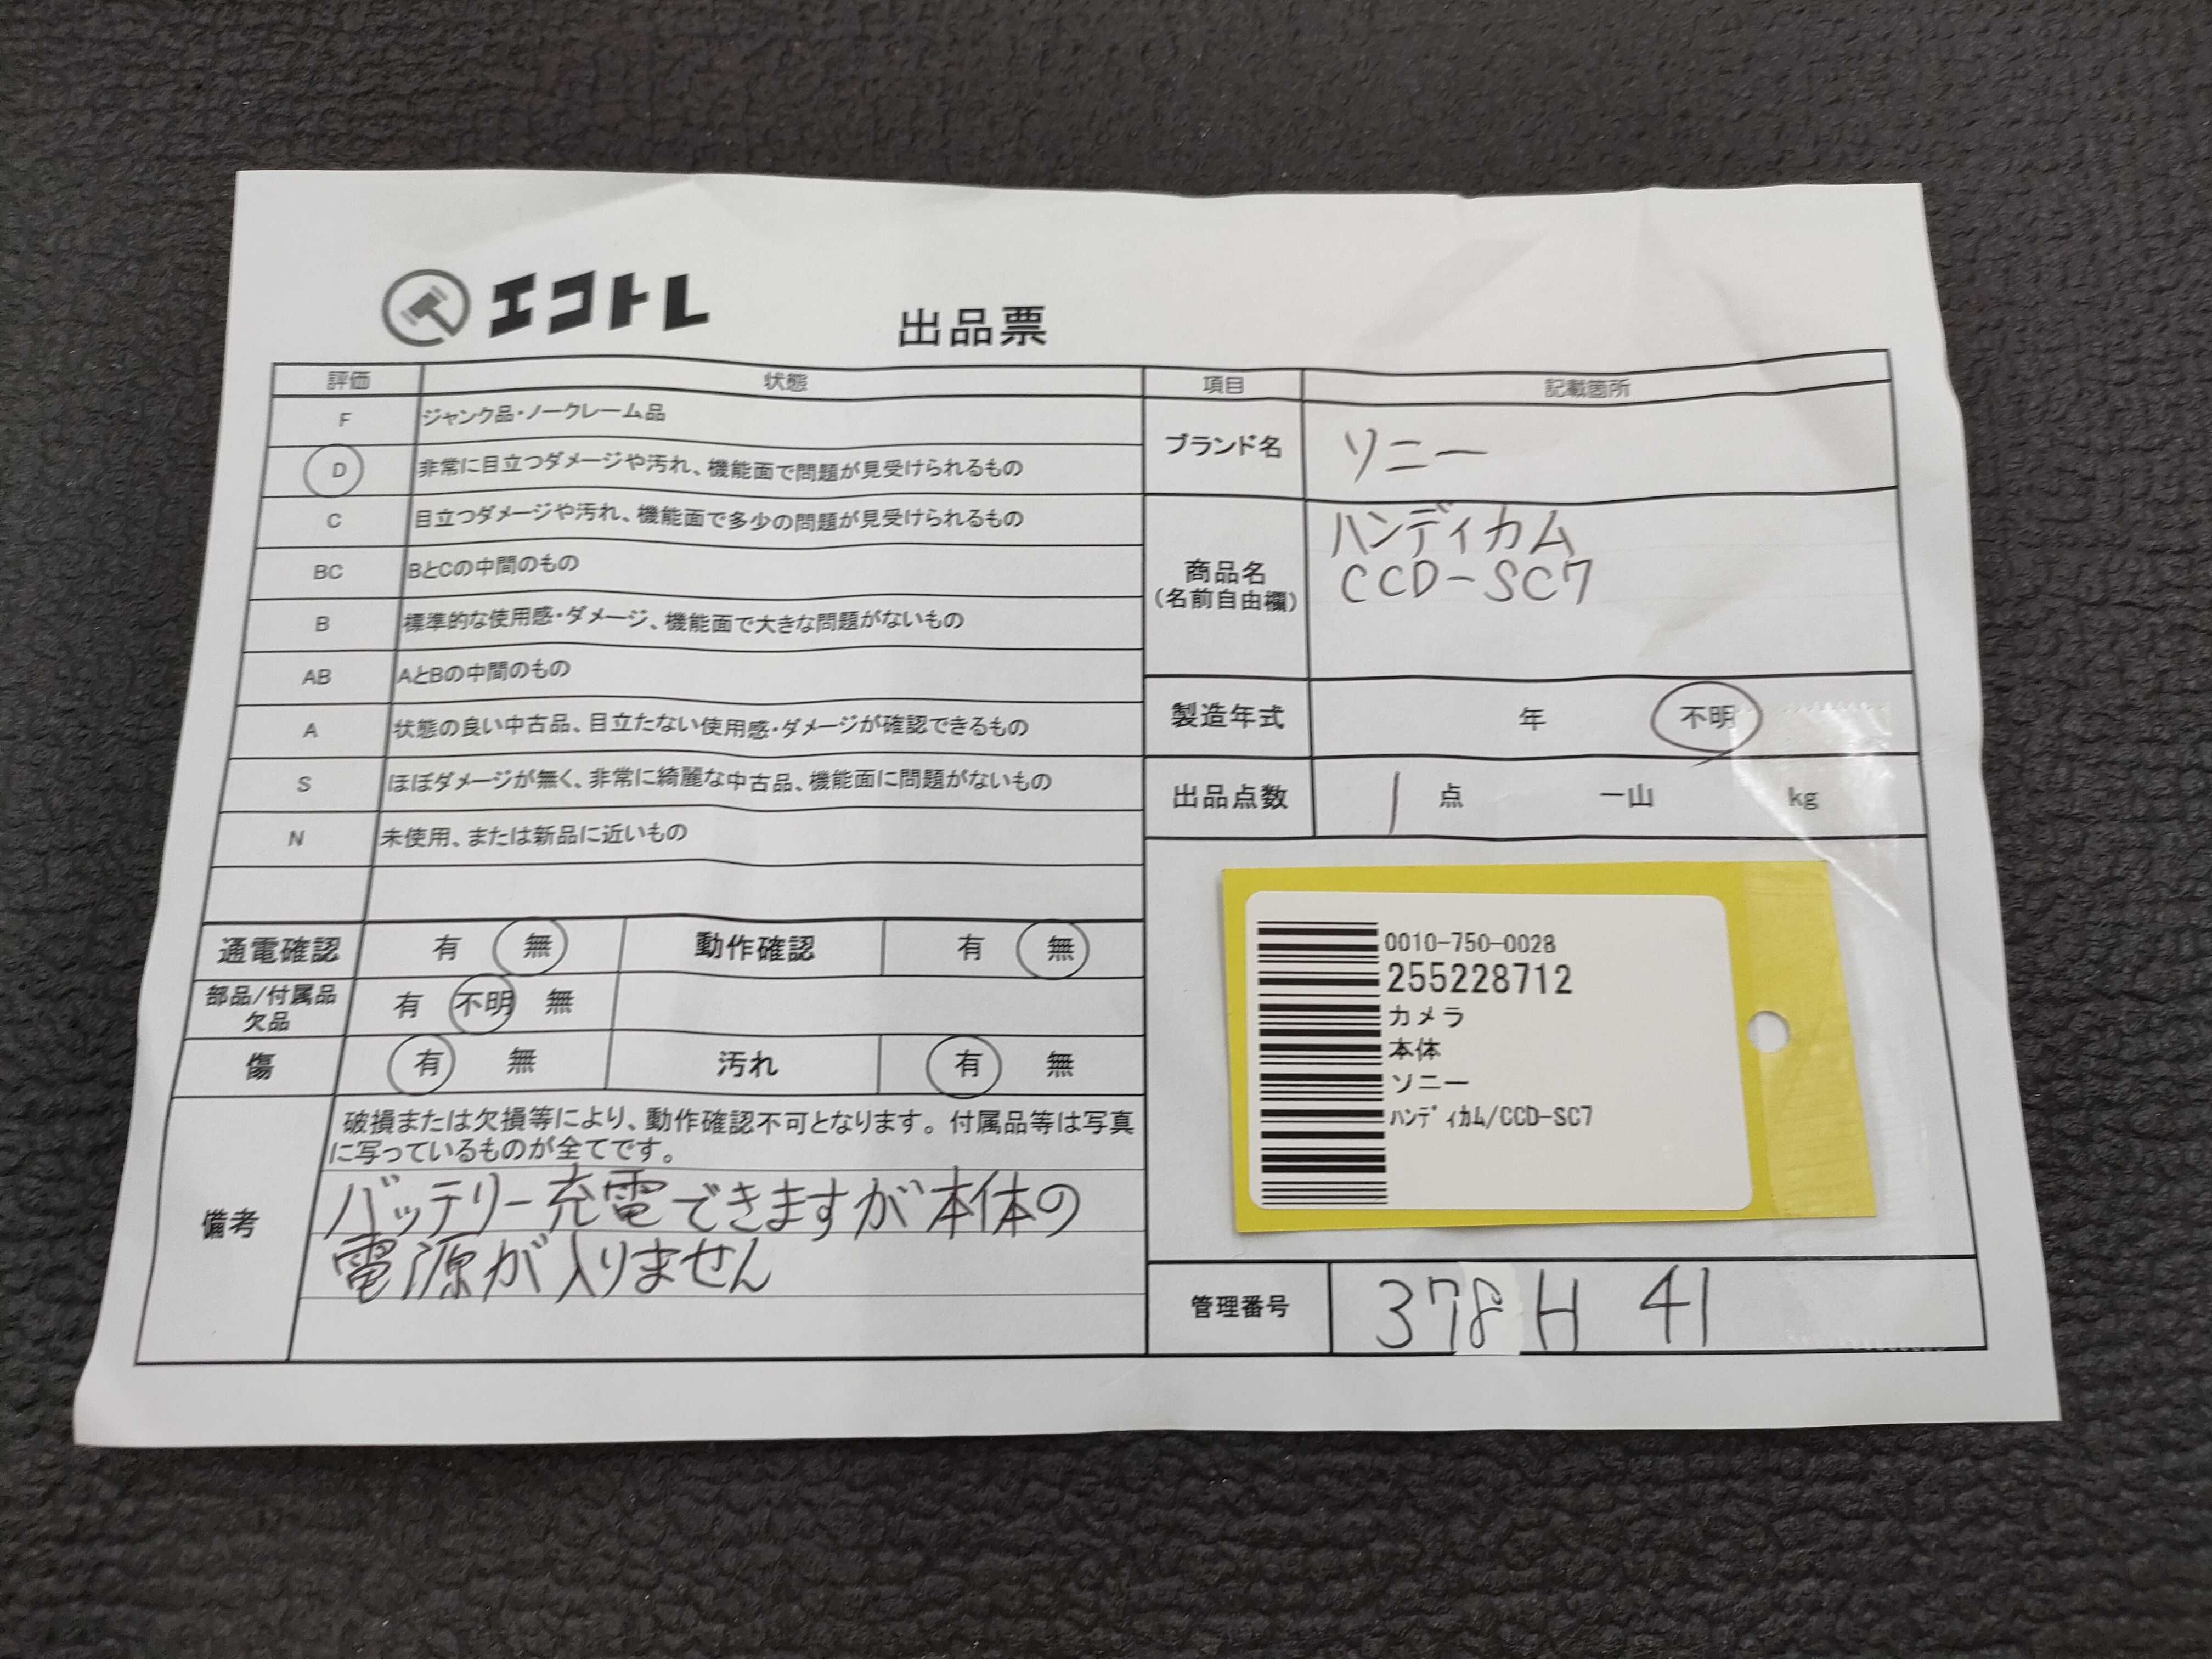 エコトレ
出品票
評価 状態
F ジャンク品・ノークレーム品
D 非常に目立つダメージや汚れ、機能面で問題が見受けられるもの
C 目立つダメージや汚れ、機能面で多少の問題が見受けられるもの
BC BとCの中間のもの
B 標準的な使用感・ダメージ、機能面で大きな問題がないもの
AB AとBの中間のもの
A 状態の良い中古品、目立たない使用感・ダメージが確認できるもの
S ほぼダメージが無く、非常に綺麗な中古品、機能面に問題がないもの
N 未使用、または新品に近いもの
通電確認 有 無 動作確認 有 無
部品/付属品
欠品
有 不明 無
傷 有 無 汚れ 有 無
備考
破損または欠損等により、動作確認不可となります。付属品等は写真
に写っているものが全てです。
バッテリー充電できますが本体の
電源が入りません
項目 記載箇所
ブランド名 ソニー
商品名
(名前自由欄)
ハンディカム
CCD-SC7
製造年式 年 不明
出品点数 1 点 一山 kg
0010-750-0028
255228712
カメラ
本体
ソニー
ﾊﾝﾃﾞｨｶﾑ/CCD-SC7
管理番号 378H 41